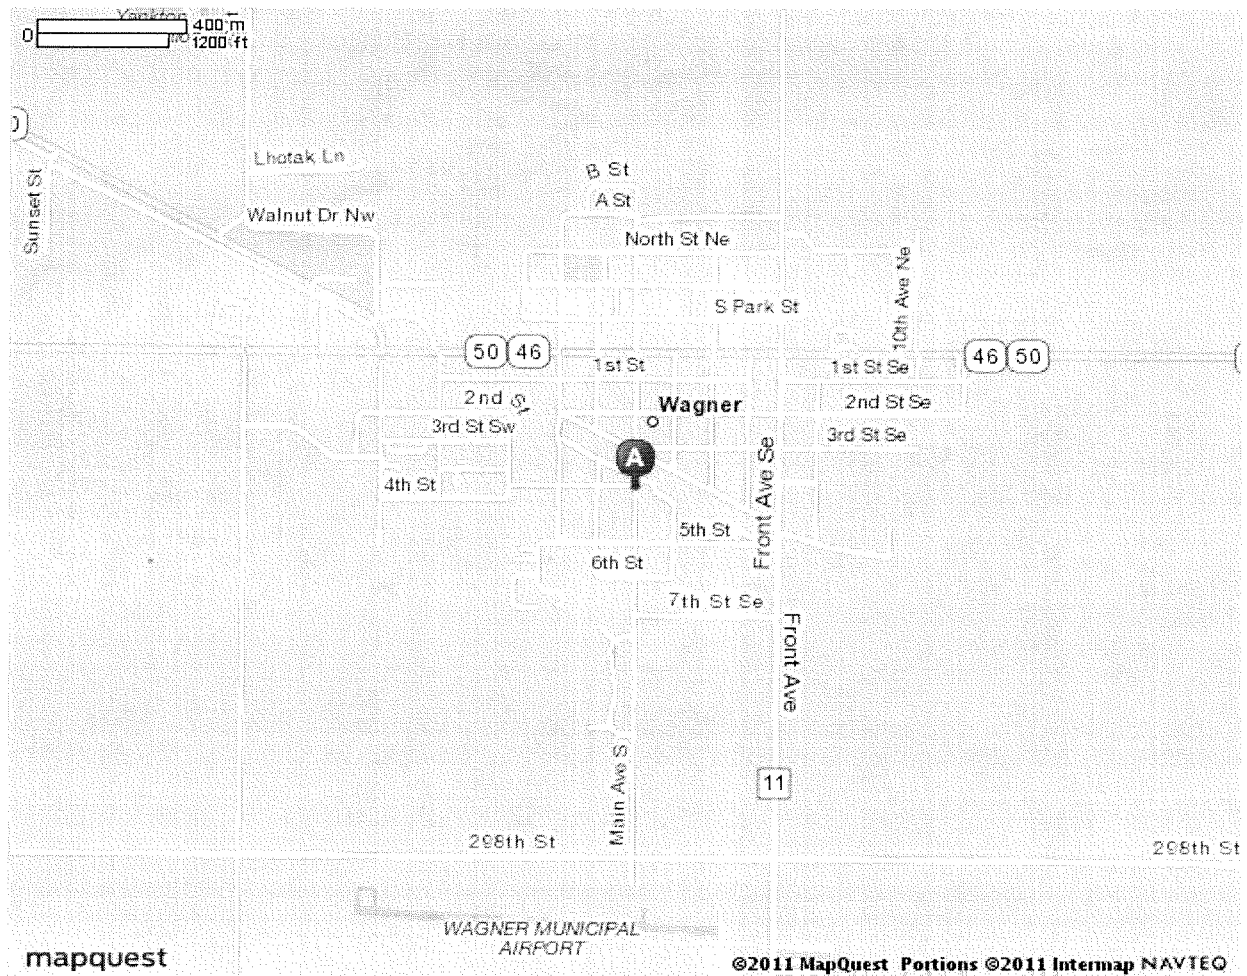 Yankton
0
400 m
1200 ft
Lhotak Ln
B St
A St
Sunset St
Walnut Dr Nw
North St Ne
10th Ave Ne
S Park St
50 46
1st St
46 50
1st St Se
2nd St
Wagner
2nd St Se
3rd St Sw
3rd St Se
A
4th St
Front Ave Se
5th St
6th St
7th St Se
Front Ave
Main Ave S
11
298th St
298th St
WAGNER MUNICIPAL
AIRPORT
mapquest
©2011 MapQuest Portions ©2011 Intermap NAVTEQ